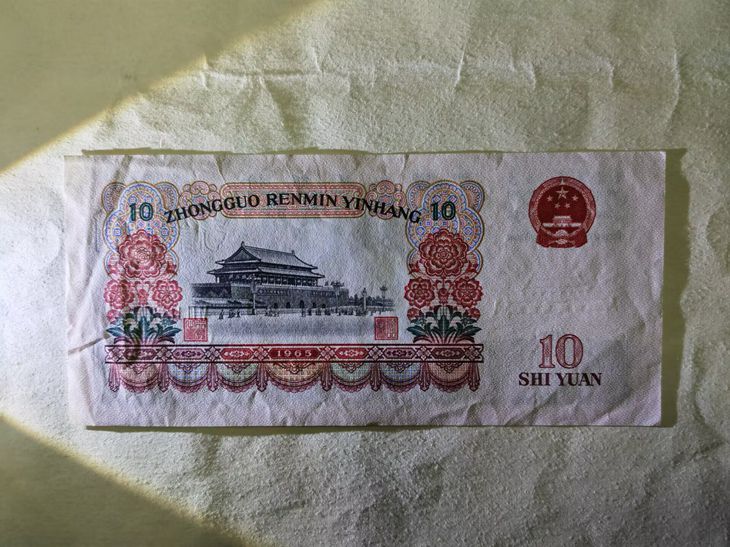 10 ZHONGGUO RENMIN YINHANG 10
1965
10
SHI YUAN